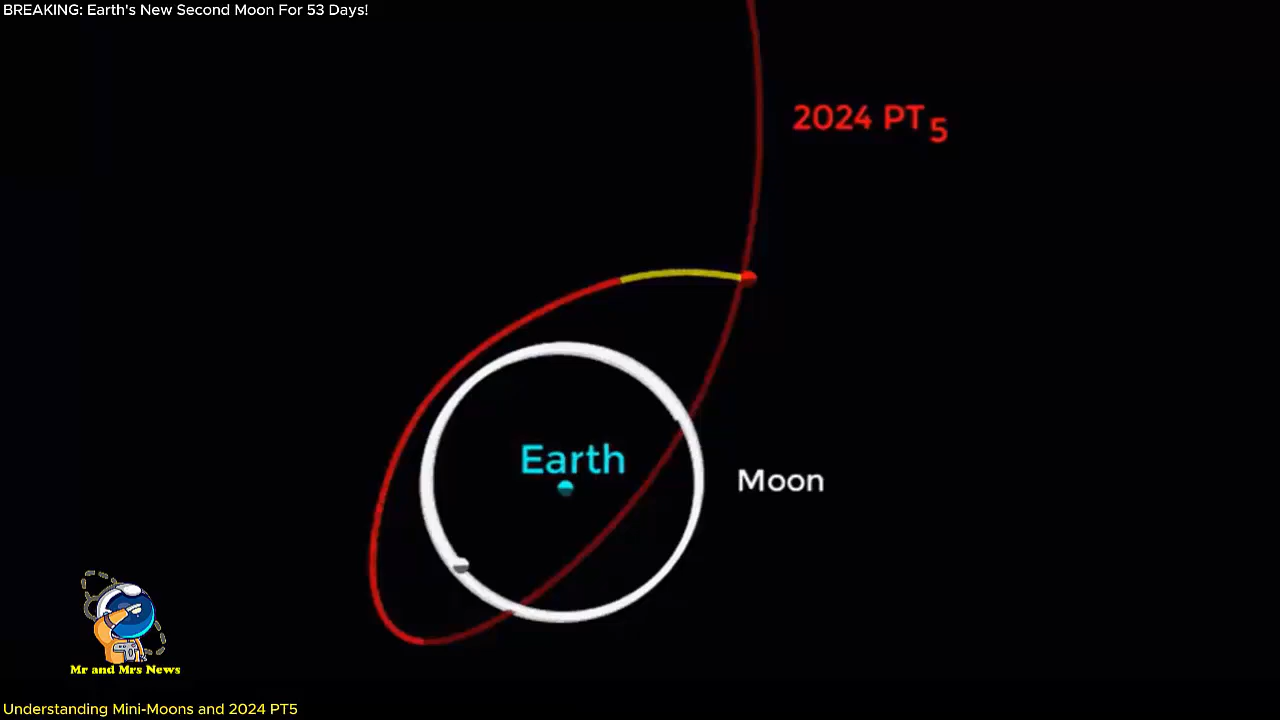 BREAKING: Earth's New Second Moon For 53 Days!
2024 PT5
Earth
Moon
Mr and Mrs News
Understanding Mini-Moons and 2024 PT5